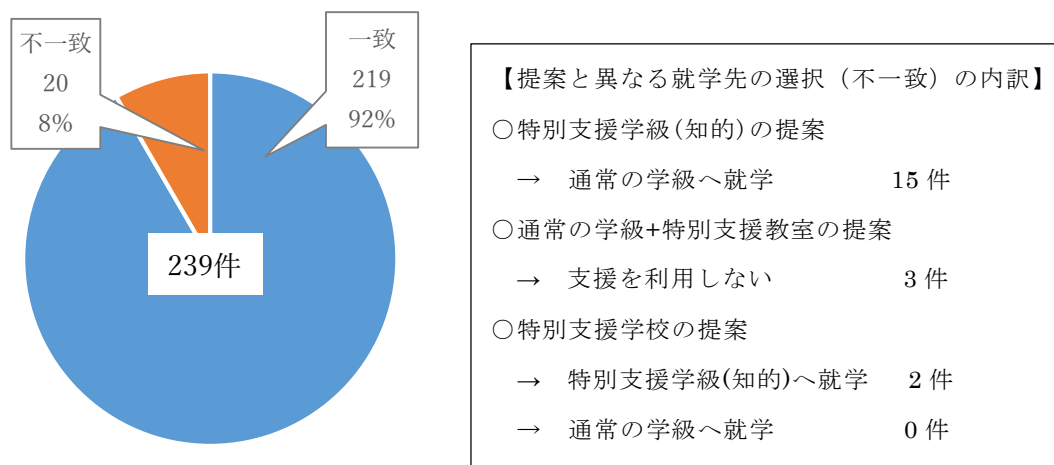 不一致
20
8%
一致
219
92%
239件
【提案と異なる就学先の選択（不一致）の内訳】
○特別支援学級(知的)の提案
→ 通常の学級へ就学 15 件
○通常の学級+特別支援教室の提案
→ 支援を利用しない 3 件
○特別支援学校の提案
→ 特別支援学級(知的)へ就学 2 件
→ 通常の学級へ就学 0 件